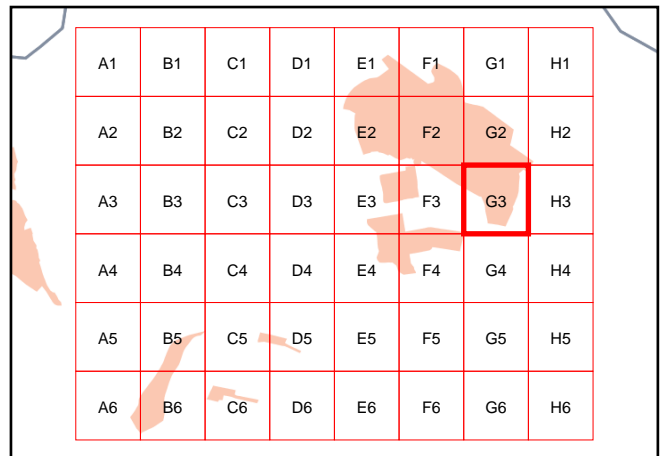 A1 B1 C1 D1 E1 F1 G1 H1
A2 B2 C2 D2 E2 F2 G2 H2
A3 B3 C3 D3 E3 F3 G3 H3
A4 B4 C4 D4 E4 F4 G4 H4
A5 B5 C5 D5 E5 F5 G5 H5
A6 B6 C6 D6 E6 F6 G6 H6